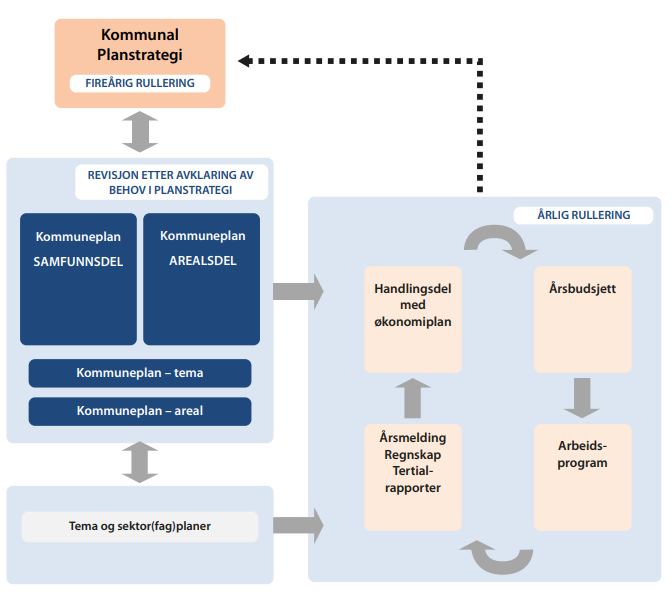 Kommunal
Planstrategi
FIREÅRIG RULLERING
REVISJON ETTER AVKLARING AV
BEHOV I PLANSTRATEGI
Kommuneplan
SAMFUNNSDEL
Kommuneplan
AREALSDEL
Kommuneplan – tema
Kommuneplan – areal
Tema og sektor(fag)planer
ÅRLIG RULLERING
Handlingsdel
med
økonomiplan
Årsbudsjett
Årsmelding
Regnskap
Tertial-
rapporter
Arbeids-
program